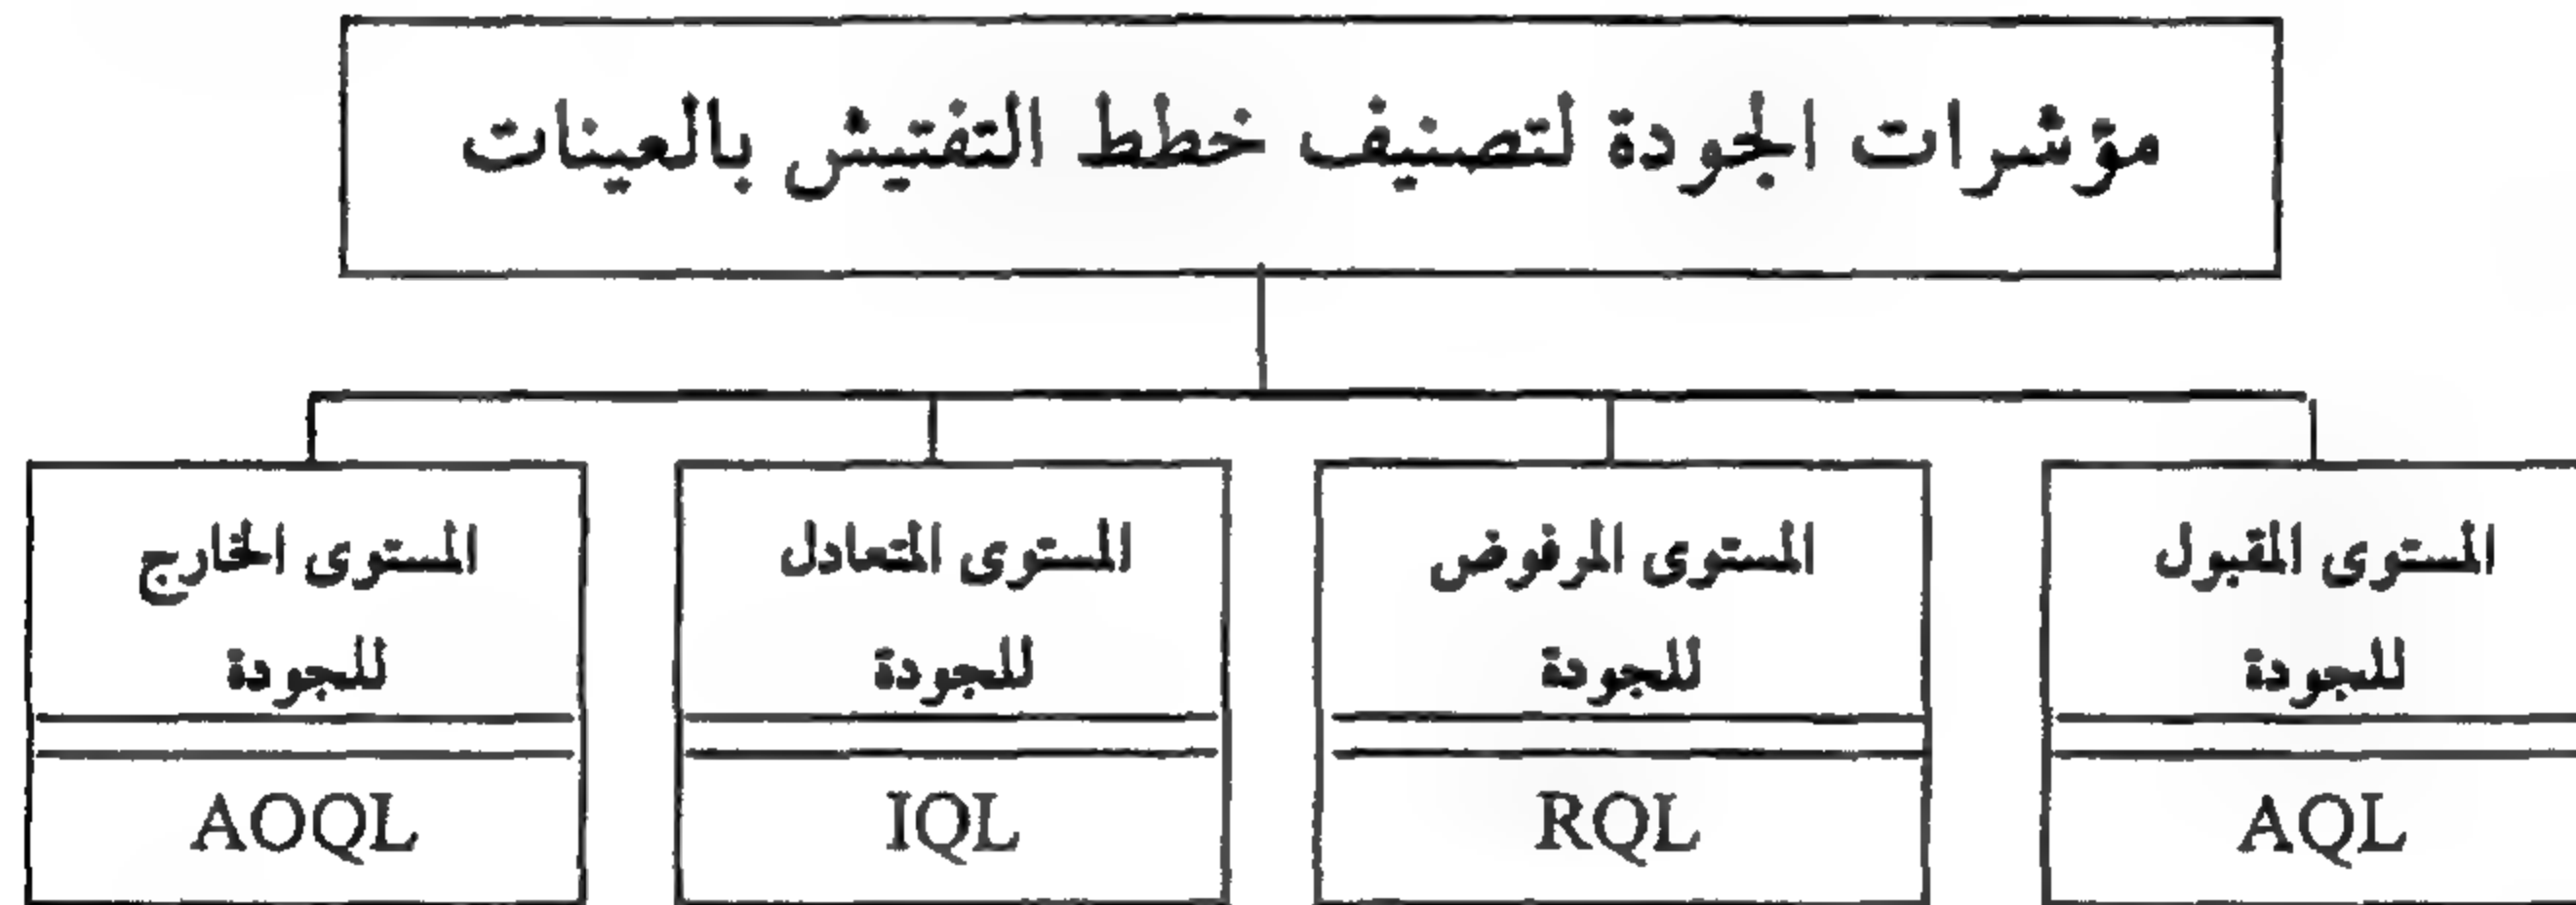 مؤشرات الجودة لتصنيف خطط التفتيش بالعينات
المستوى المقبول
للجودة
AQL
المستوى المرفوض
للجودة
RQL
المستوى المتعادل
للجودة
IQL
المستوى الخارج
للجودة
AOQL